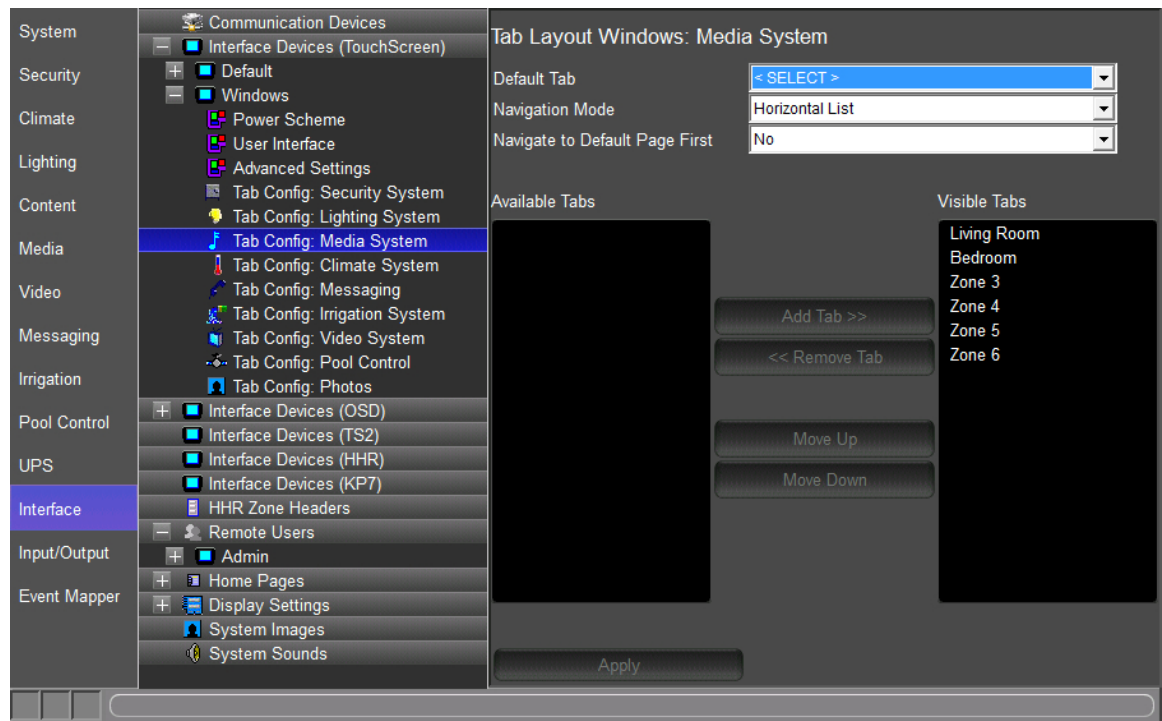 System
Security
Climate
Lighting
Content
Media
Video
Messaging
Irrigation
Pool Control
UPS
Interface
Input/Output
Event Mapper
Communication Devices
Interface Devices (TouchScreen)
Default
Windows
Power Scheme
User Interface
Advanced Settings
Tab Config: Security System
Tab Config: Lighting System
Tab Config: Media System
Tab Config: Climate System
Tab Config: Messaging
Tab Config: Irrigation System
Tab Config: Video System
Tab Config: Pool Control
Tab Config: Photos
Interface Devices (OSD)
Interface Devices (TS2)
Interface Devices (HHR)
Interface Devices (KP7)
HHR Zone Headers
Remote Users
Admin
Home Pages
Display Settings
System Images
System Sounds
Tab Layout Windows: Media System
Default Tab < SELECT >
Navigation Mode Horizontal List
Navigate to Default Page First No
Available Tabs
Add Tab >>
<< Remove Tab
Move Up
Move Down
Visible Tabs
Living Room
Bedroom
Zone 3
Zone 4
Zone 5
Zone 6
Apply